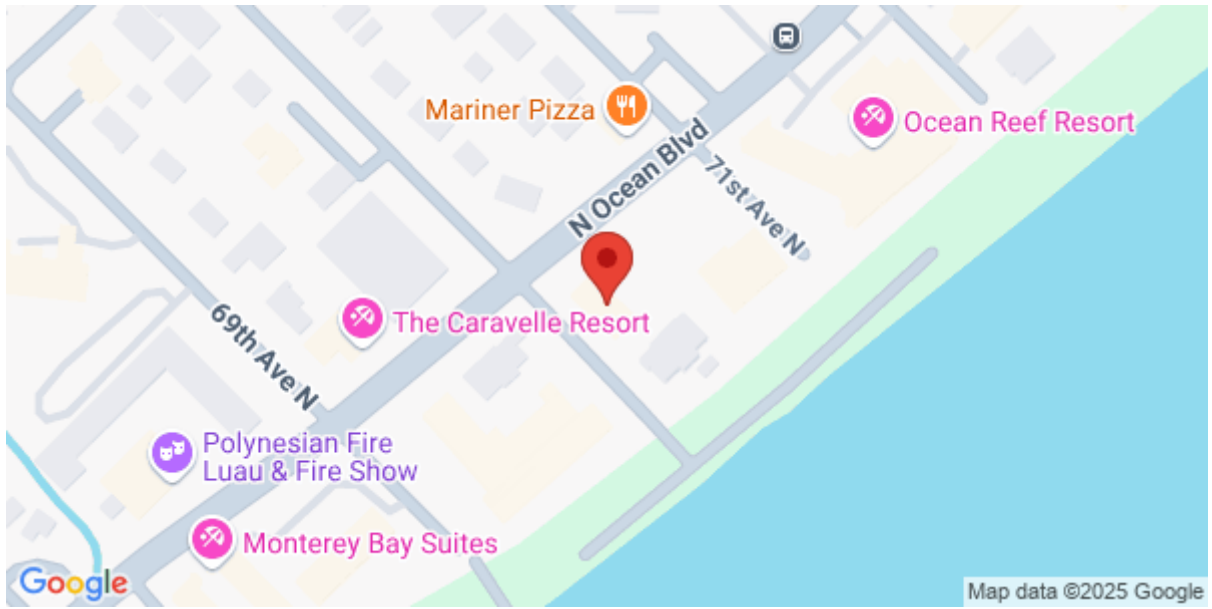 Mariner Pizza
Ocean Reef Resort
N Ocean Blvd
71st Ave N
The Caravelle Resort
69th Ave N
Polynesian Fire
Luau & Fire Show
Monterey Bay Suites
Google
Map data ©2025 Google